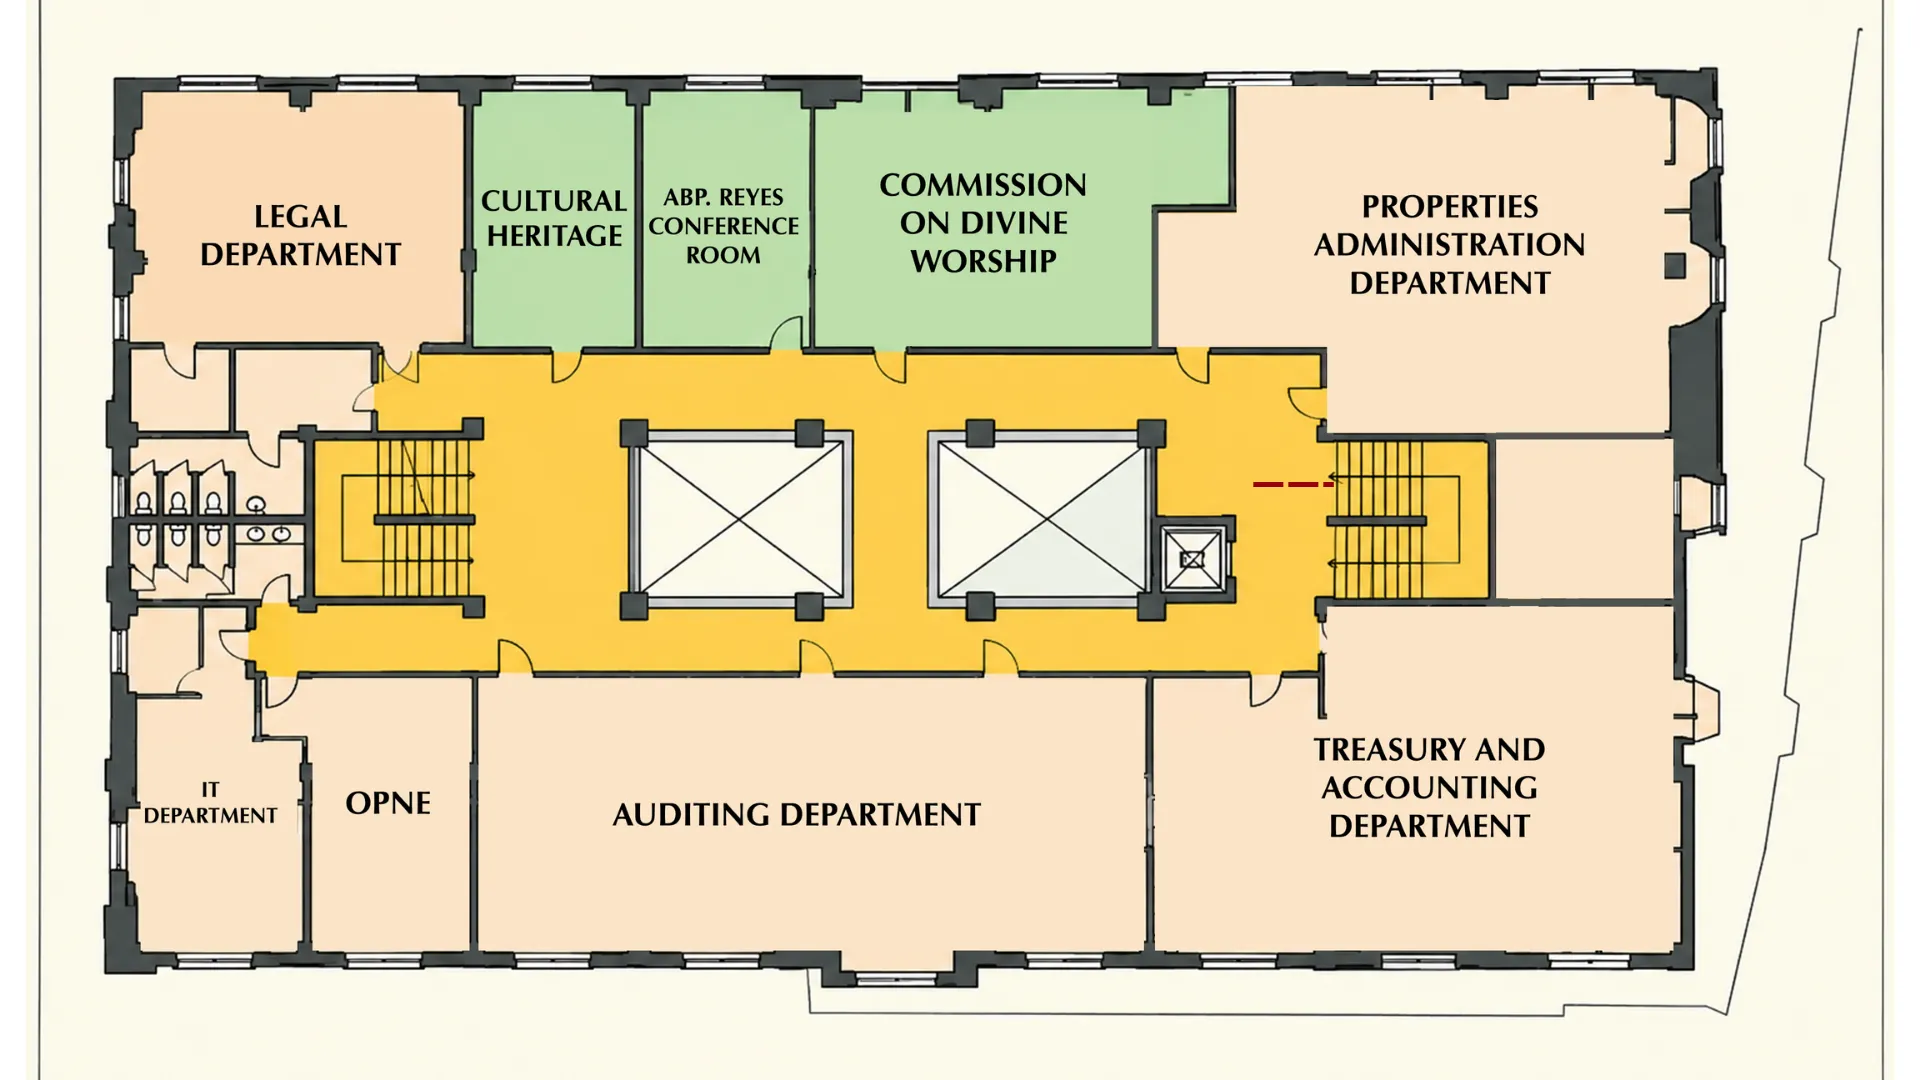 LEGAL
DEPARTMENT
CULTURAL
HERITAGE
ABP. REYES
CONFERENCE
ROOM
COMMISSION
ON DIVINE
WORSHIP
PROPERTIES
ADMINISTRATION
DEPARTMENT
IT
DEPARTMENT
OPNE
AUDITING DEPARTMENT
TREASURY AND
ACCOUNTING
DEPARTMENT